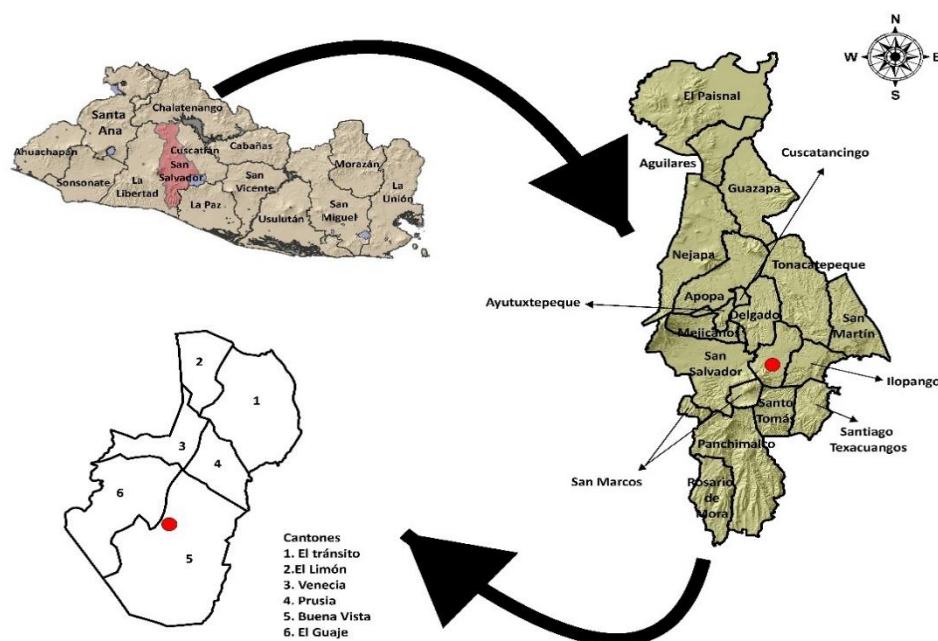 N
W
E
S
Chalatenango
Santa
Ana
Ahuachapán
Cuscatlán
Cabañas
Morazán
San
Salvador
Sonsonate
La
Libertad
San
Vicente
La
Unión
La Paz
Usulután
San
Miguel
El Paisnal
Aguilares
Cuscatancingo
Guazapa
Nejapa
Tonacatepeque
Apopa
Ayutuxtepeque
Delgado
San
Martín
Mejicanos
San
Salvador
Ilopango
Santo
Tomás
Santiago
Texacuangos
Panchimalco
San Marcos
Rosario
de
Mora
2
1
3
4
6
5
Cantones
1. El tránsito
2.El Limón
3. Venecia
4. Prusia
5. Buena Vista
6. El Guaje